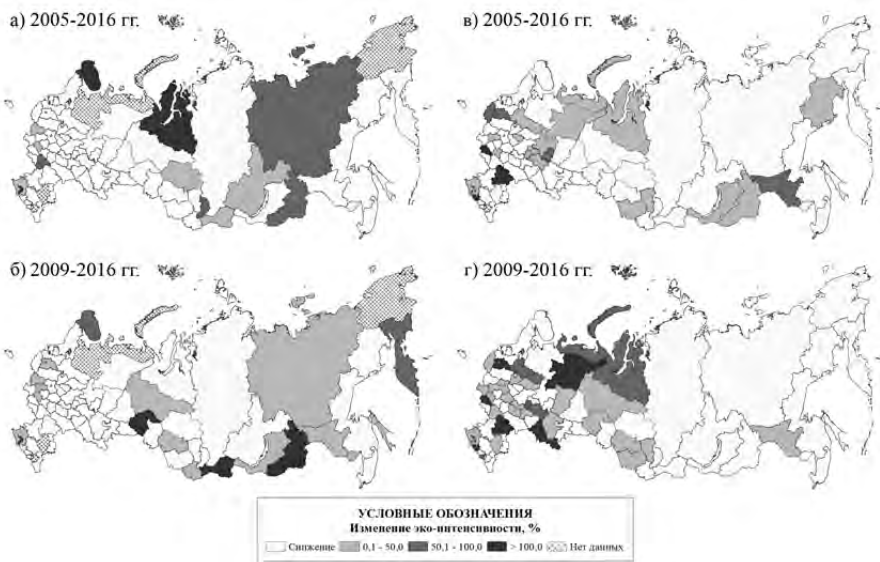 а) 2005-2016 гг.
в) 2005-2016 гг.
б) 2009-2016 гг.
г) 2009-2016 гг.
УСЛОВНЫЕ ОБОЗНАЧЕНИЯ
Изменение эко-интенсивности, %
Снижение 0,1 - 50,0 50,1 - 100,0 > 100,0 Нет данных